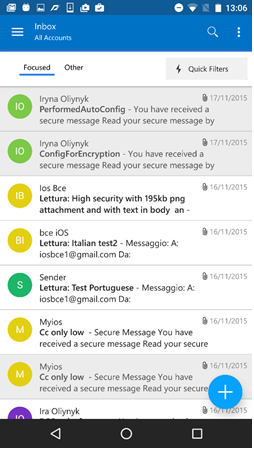 13:06
Inbox
All Accounts
Focused Other Quick Filters
IO Iryna Oliynyk 17/11/2015
PerformedAutoConfig - You have received a
secure message Read your secure message by
IO Iryna Oliynyk 17/11/2015
ConfigForEncryption - You have received a
secure message Read your secure message by
IB Ios Bce 16/11/2015
Lettura: High security with 195kb png
attachment and with text in body an -
BI bce iOS 16/11/2015
Lettura: Italian test2 - Messaggio: A:
iosbce1@gmail.com Da:
S Sender 16/11/2015
Lettura: Test Portuguese - Messaggio: A:
iosbce1@gmail.com Da:
M Myios 16/11/2015
Cc only low - Secure Message You have
received a secure message Read your secure
M Myios 16/11/2015
Cc only low - Secure Message You have
received a secure message Read your secure
IO Ira Oliynyk 16/11/2015